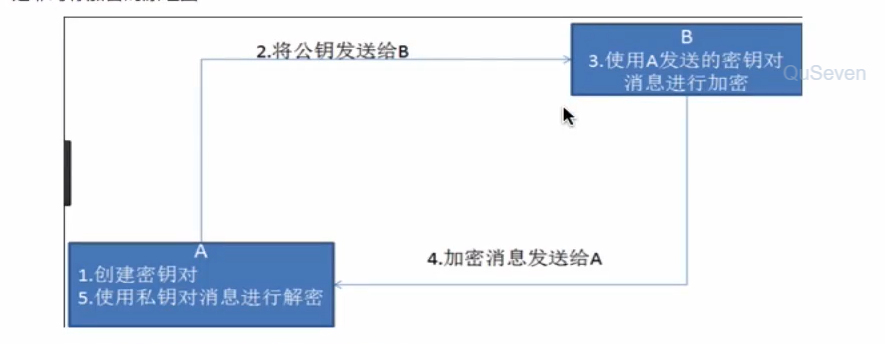 2.将公钥发送给B
B
3.使用A发送的密钥对
消息进行加密
QuSeven
A
1.创建密钥对
5.使用私钥对消息进行解密
4.加密消息发送给A